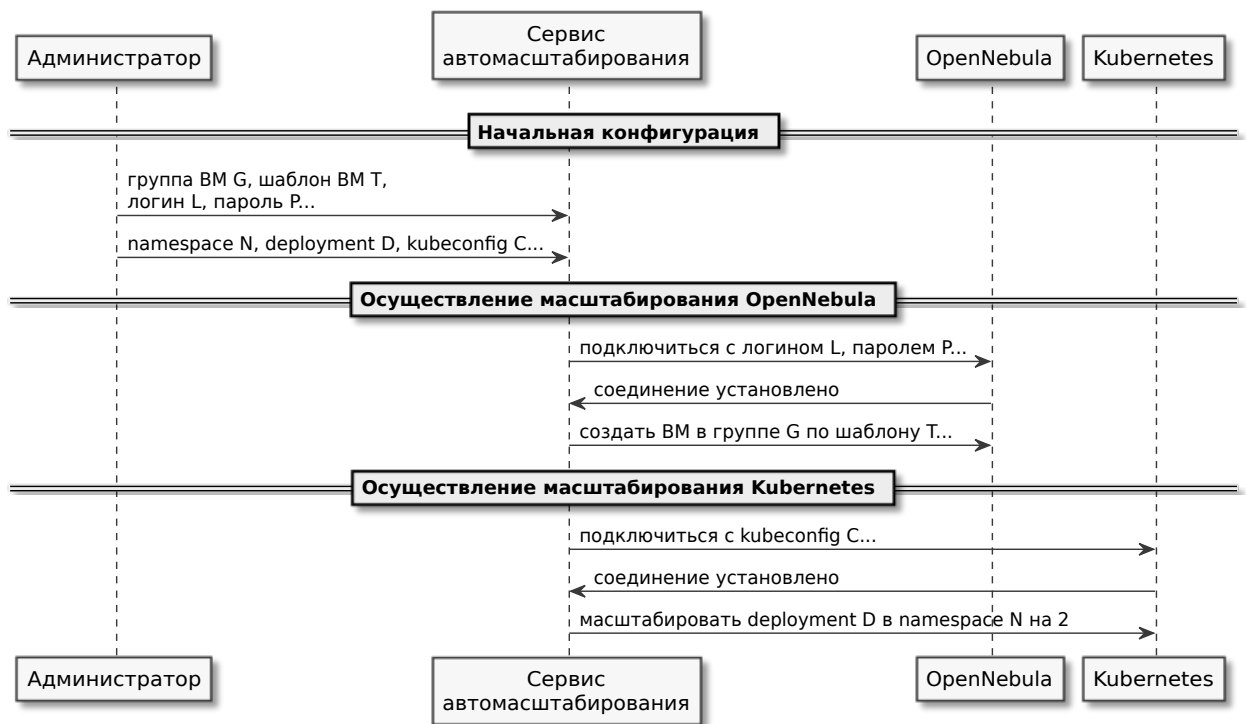 Администратор
Сервис
автомасштабирования
OpenNebula
Kubernetes
Начальная конфигурация
группа ВМ G, шаблон ВМ T,
логин L, пароль P...
namespace N, deployment D, kubeconfig C...
Осуществление масштабирования OpenNebula
подключиться с логином L, паролем P...
соединение установлено
создать ВМ в группе G по шаблону T...
Осуществление масштабирования Kubernetes
подключиться с kubeconfig C...
соединение установлено
масштабировать deployment D в namespace N на 2
Администратор
Сервис
автомасштабирования
OpenNebula
Kubernetes